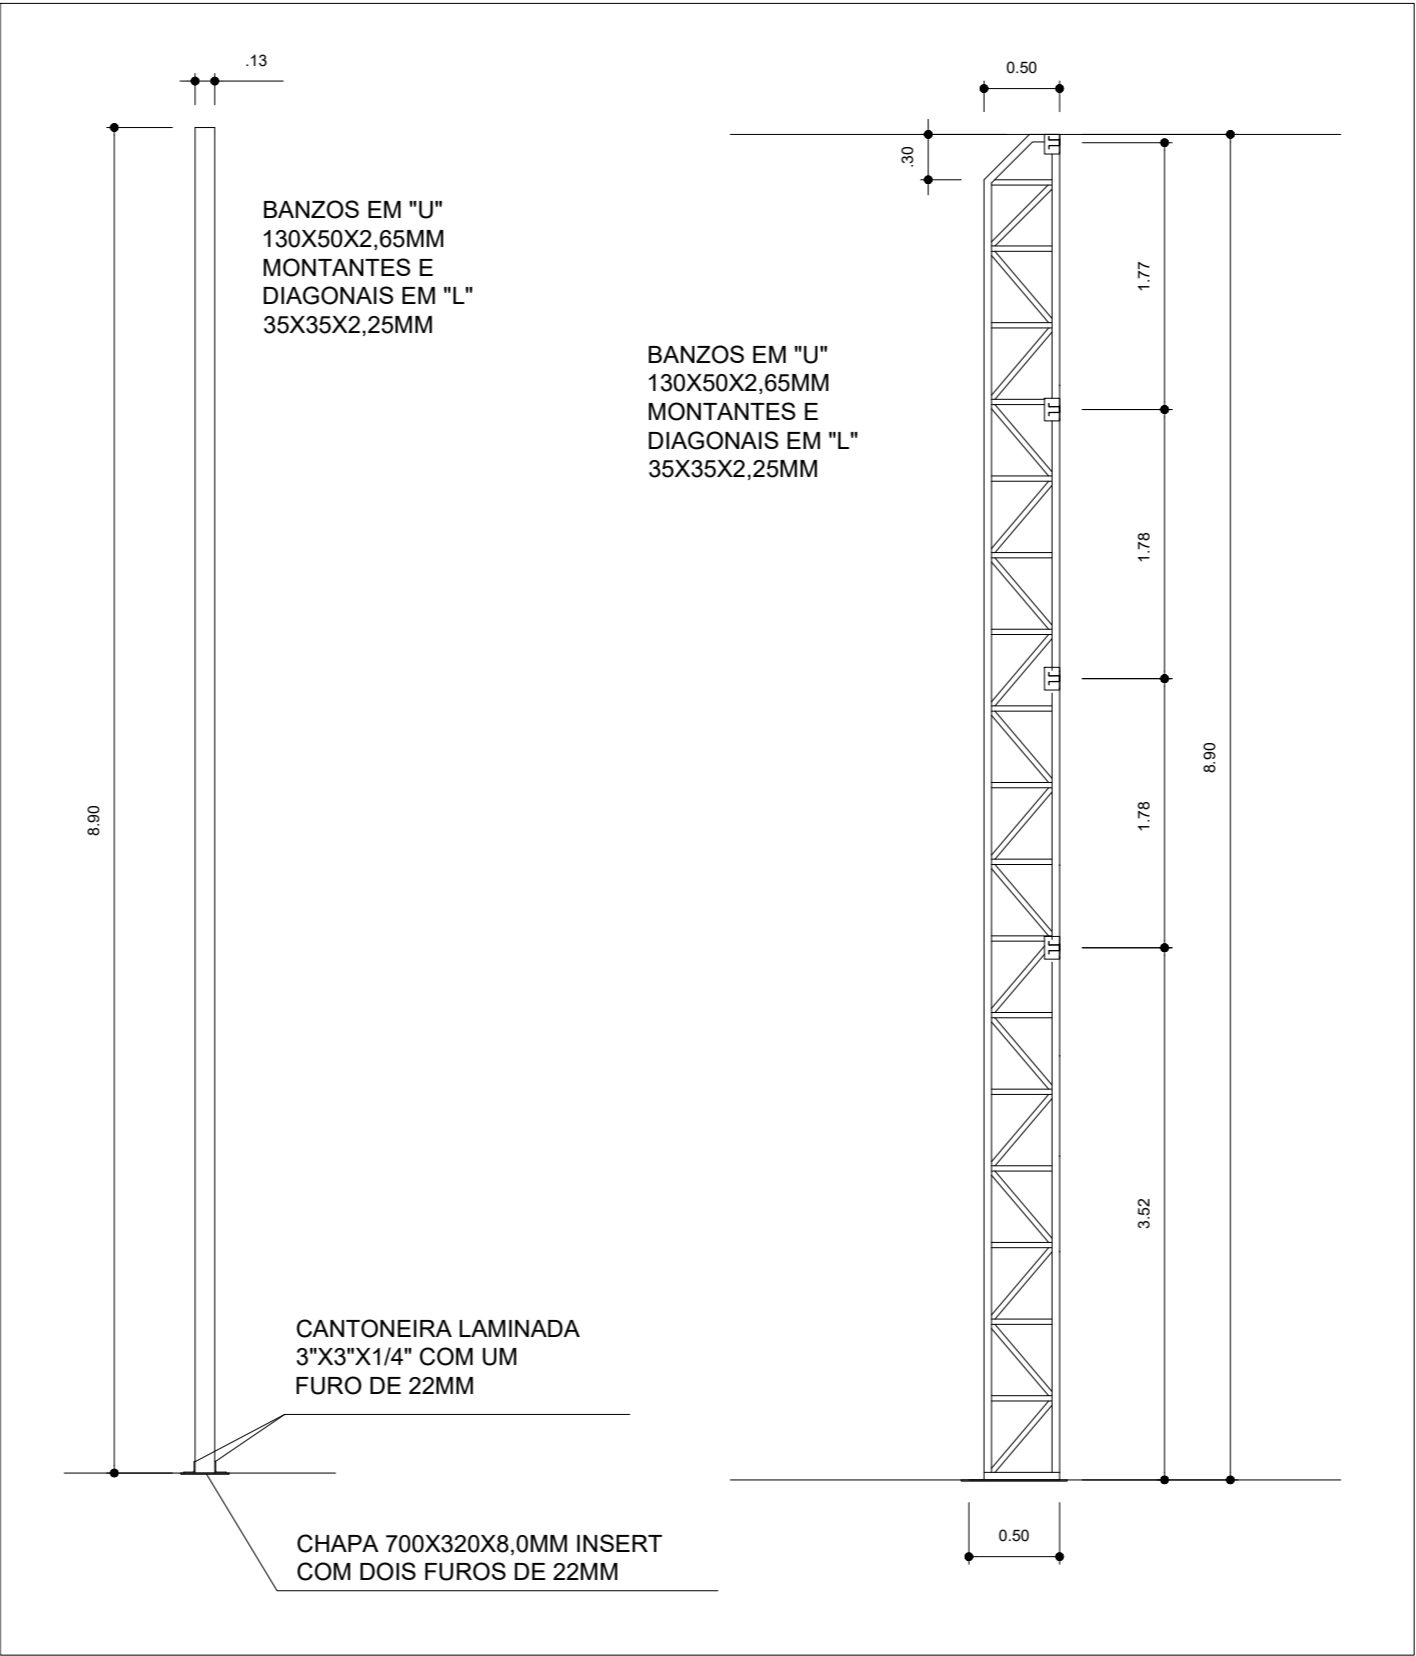 .13
0.50
.30
BANZOS EM "U"
130X50X2,65MM
MONTANTES E
DIAGONAIS EM "L"
35X35X2,25MM
1.77
BANZOS EM "U"
130X50X2,65MM
MONTANTES E
DIAGONAIS EM "L"
35X35X2,25MM
1.78
8.90
1.78
8.90
3.52
CANTONEIRA LAMINADA
3"X3"X1/4" COM UM
FURO DE 22MM
CHAPA 700X320X8,0MM INSERT
COM DOIS FUROS DE 22MM
0.50